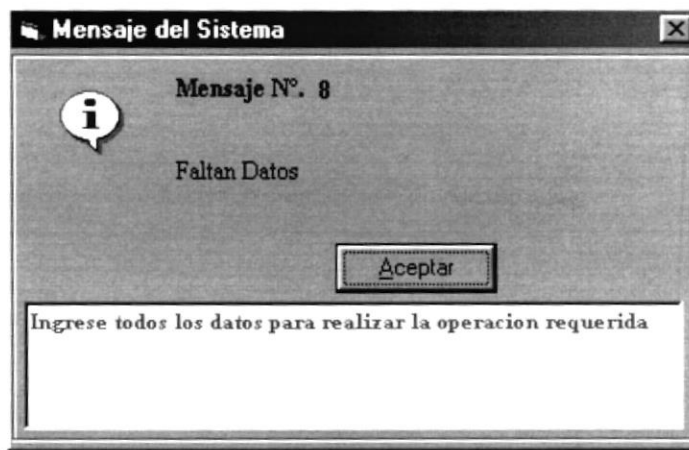 Mensaje del Sistema
Mensaje N°. 8
Faltan Datos
Aceptar
Ingrese todos los datos para realizar la operacion requerida